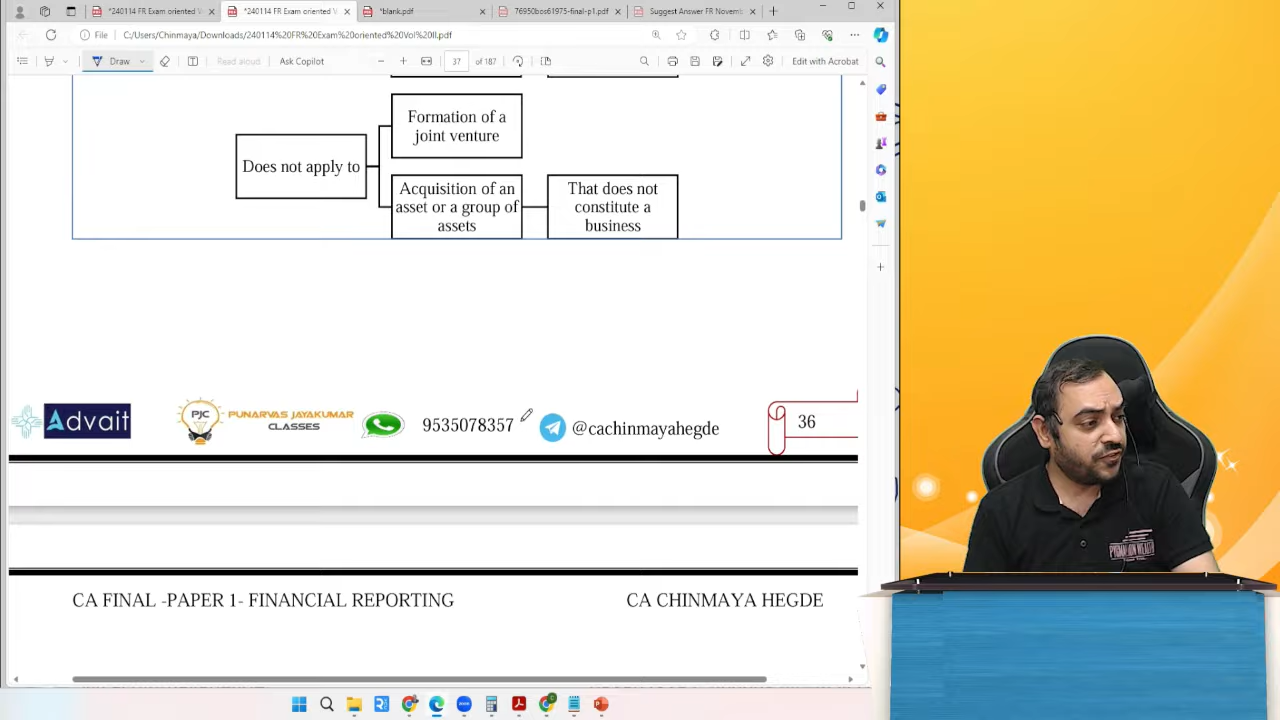 *240114 FR Exam oriented V
*240114 FR Exam oriented V
*blank.pdf
76950bos61975-final-p1.pdf
Suggest Answer FR Novemb
File
C:/Users/Chinmaya/Downloads/240114%20FR%20Exam%20oriented%20Vol%20II.pdf
Draw
Read aloud
Ask Copilot
37
of 187
Edit with Acrobat
Formation of a
joint venture
Does not apply to
Acquisition of an
asset or a group of
assets
That does not
constitute a
business
Advait
PJC
PUNARVAS JAYAKUMAR
CLASSES
9535078357
@cachinmayahegde
36
CA FINAL -PAPER 1- FINANCIAL REPORTING
CA CHINMAYA HEGDE